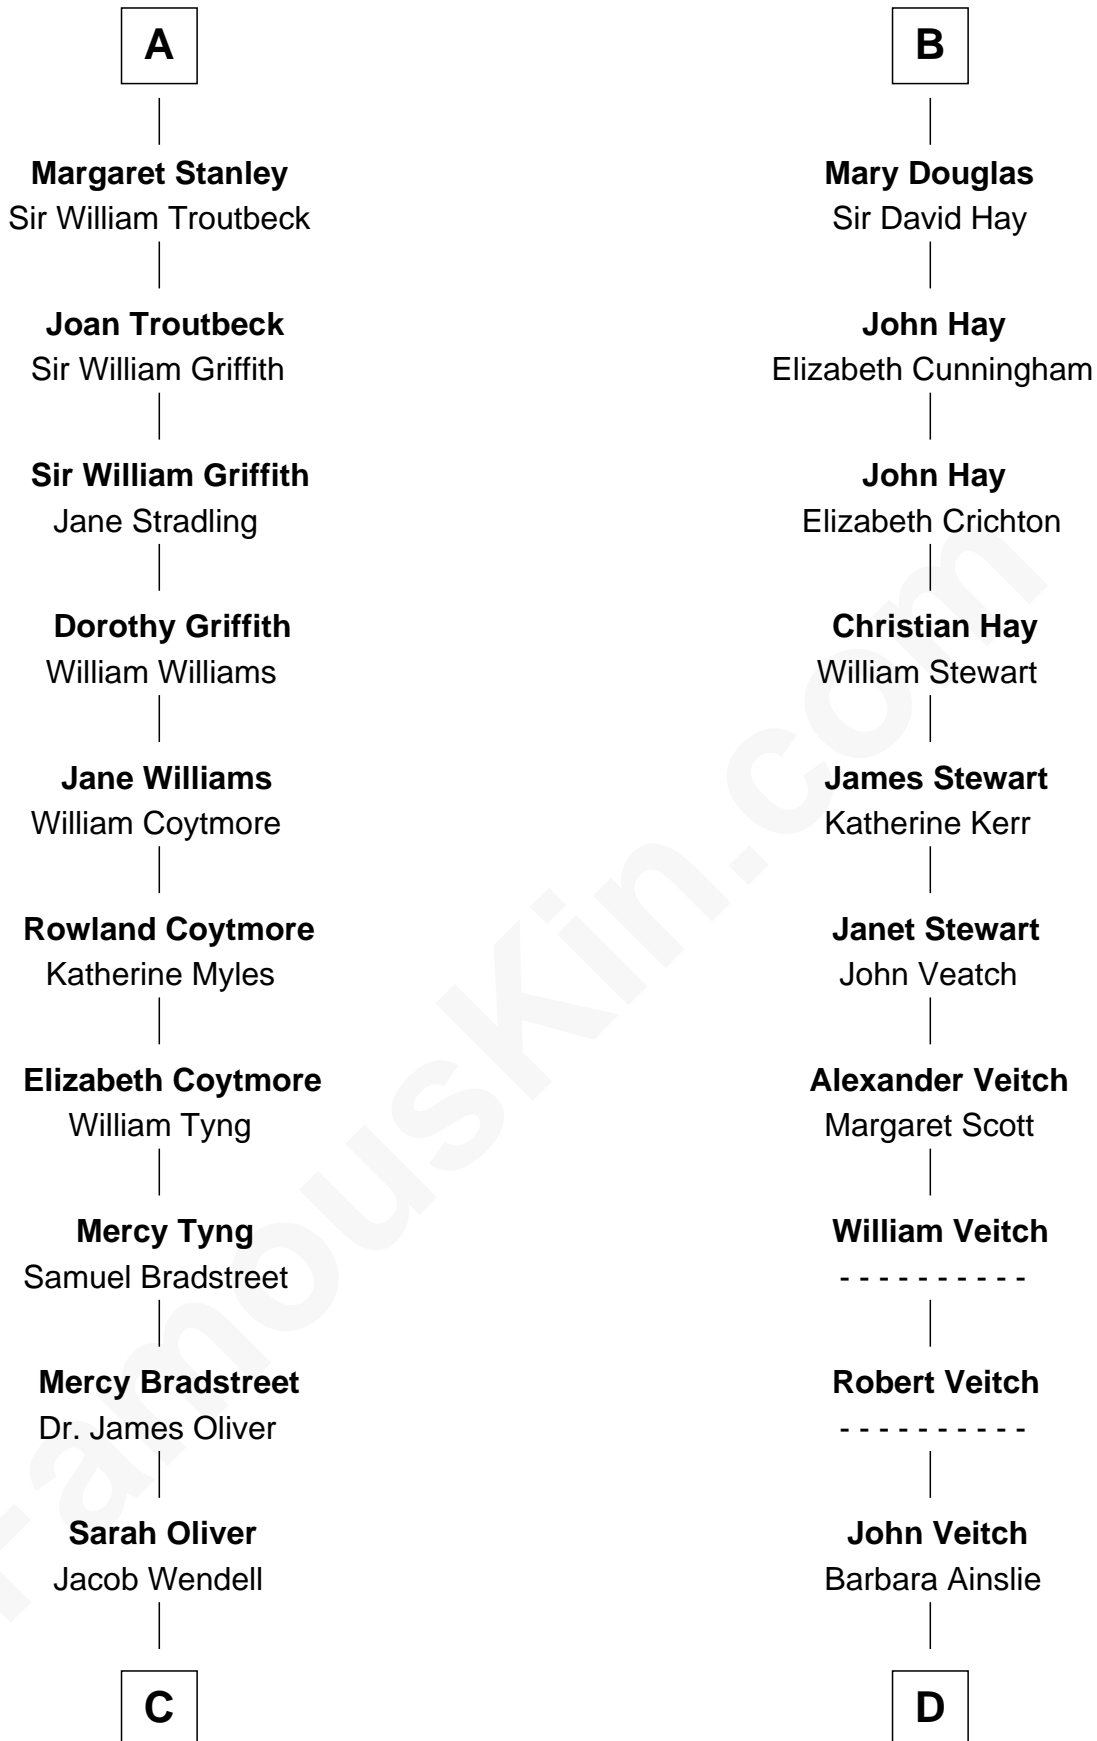 A
Margaret Stanley
Sir William Troutbeck
Joan Troutbeck
Sir William Griffith
Sir William Griffith
Jane Stradling
Dorothy Griffith
William Williams
Jane Williams
William Coytmore
Rowland Coytmore
Katherine Myles
Elizabeth Coytmore
William Tyng
Mercy Tyng
Samuel Bradstreet
Mercy Bradstreet
Dr. James Oliver
Sarah Oliver
Jacob Wendell
C
B
Mary Douglas
Sir David Hay
John Hay
Elizabeth Cunningham
John Hay
Elizabeth Crichton
Christian Hay
William Stewart
James Stewart
Katherine Kerr
Janet Stewart
John Veatch
Alexander Veitch
Margaret Scott
William Veitch
- - - - - - - - - -
Robert Veitch
- - - - - - - - - -
John Veitch
Barbara Ainslie
D
FamousKin.com